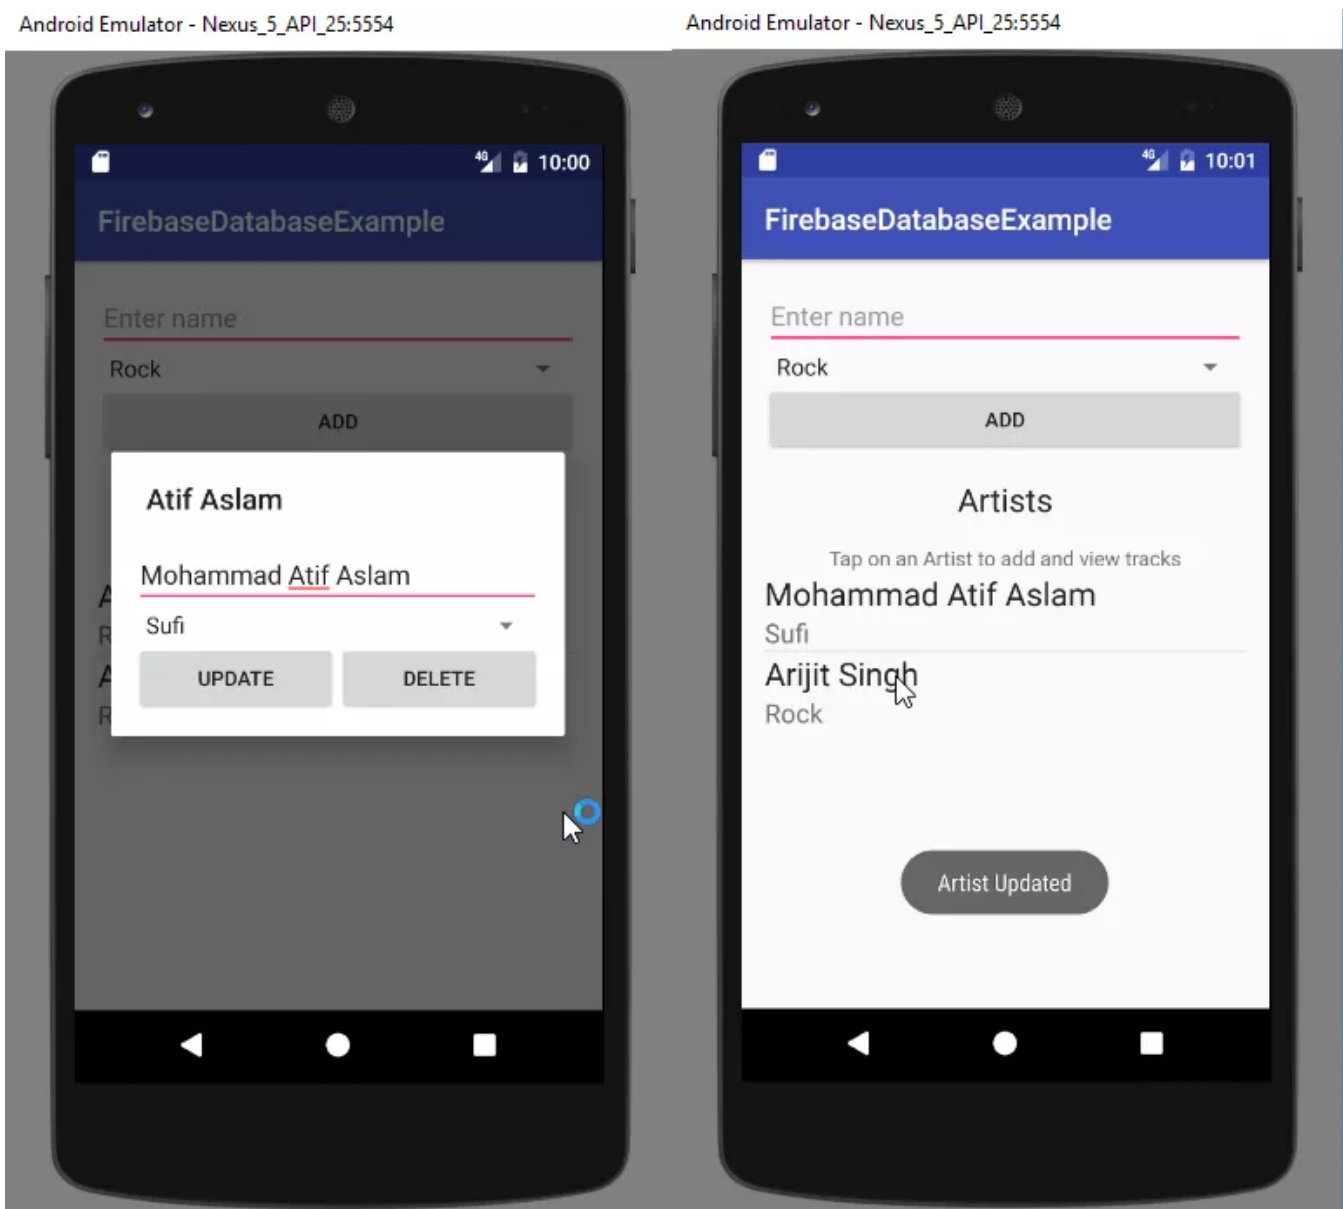 Android Emulator - Nexus_5_API_25:5554
4G 10:00
FirebaseDatabaseExample
Enter name
Rock
ADD
Atif Aslam
Mohammad Atif Aslam
Sufi
UPDATE DELETE
A
R
A
R
Android Emulator - Nexus_5_API_25:5554
4G 10:01
FirebaseDatabaseExample
Enter name
Rock
ADD
Artists
Tap on an Artist to add and view tracks
Mohammad Atif Aslam
Sufi
Arijit Singh
Rock
Artist Updated